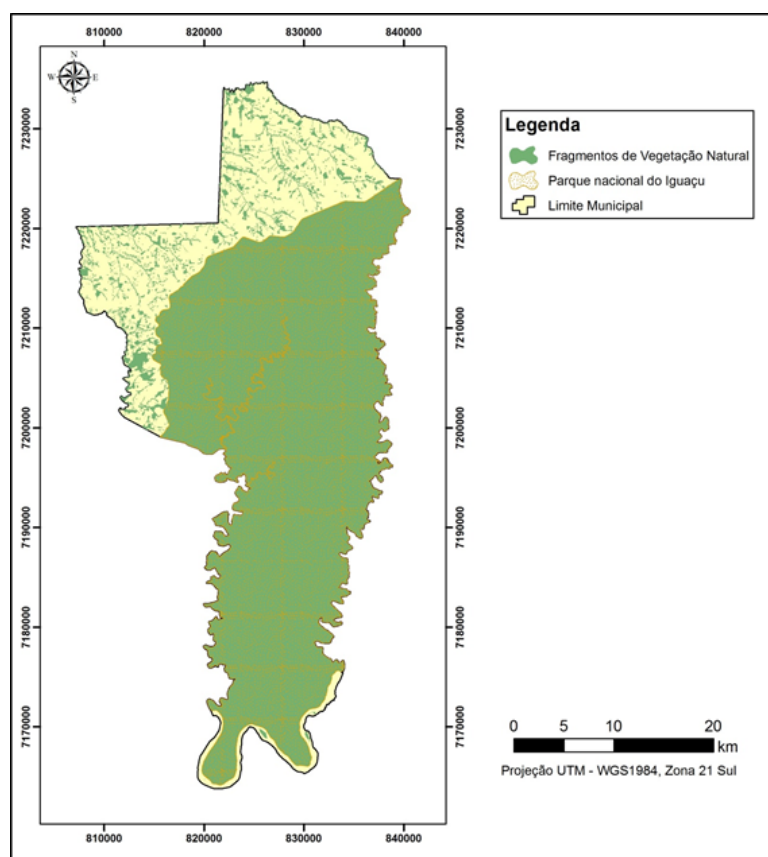 810000 820000 830000 840000
N
W E
S
7230000 7230000
7220000 7220000
7210000 7210000
7200000 7200000
7190000 7190000
7180000 7180000
7170000 7170000
810000 820000 830000 840000
Legenda
Fragmentos de Vegetação Natural
Parque nacional do Iguaçu
Limite Municipal
0 5 10 20
km
Projeção UTM - WGS1984, Zona 21 Sul